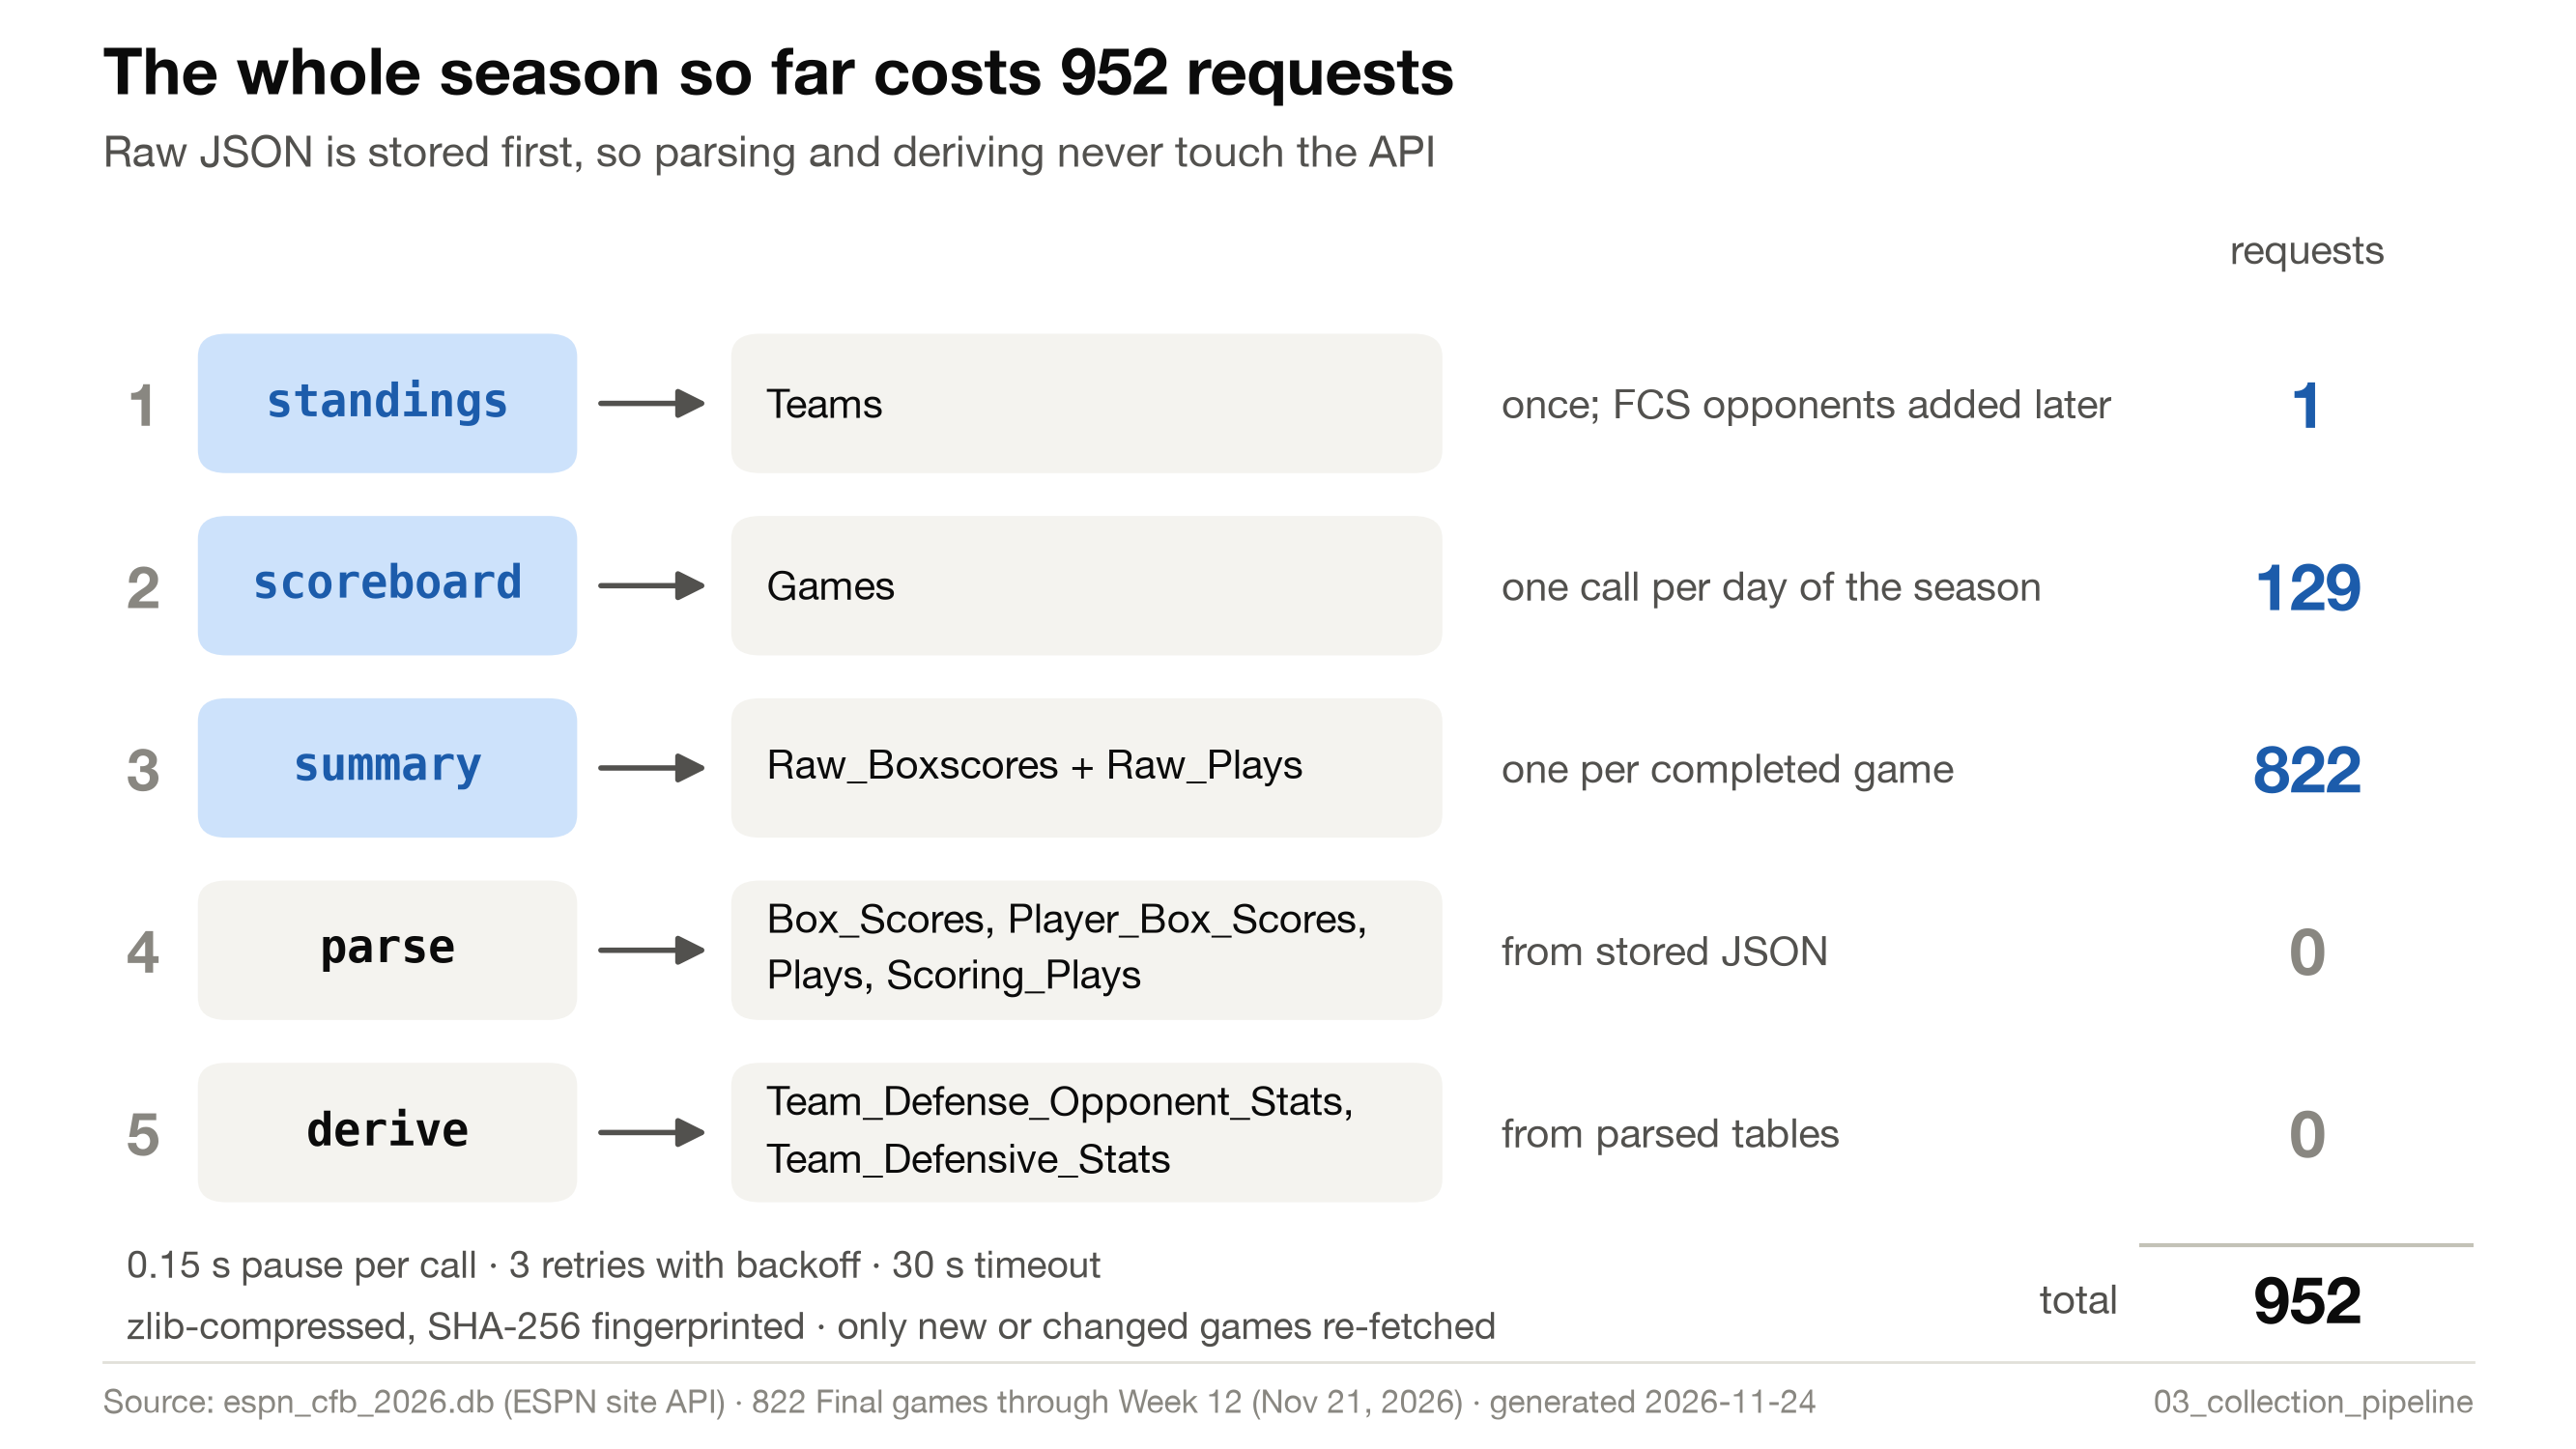 The whole season so far costs 952 requests
Raw JSON is stored first, so parsing and deriving never touch the API
requests
1 standings Teams once; FCS opponents added later 1
2 scoreboard Games one call per day of the season 129
3 summary Raw_Boxscores + Raw_Plays one per completed game 822
4 parse Box_Scores, Player_Box_Scores,
Plays, Scoring_Plays from stored JSON 0
5 derive Team_Defense_Opponent_Stats,
Team_Defensive_Stats from parsed tables 0
0.15 s pause per call · 3 retries with backoff · 30 s timeout
zlib-compressed, SHA-256 fingerprinted · only new or changed games re-fetched
total 952
Source: espn_cfb_2026.db (ESPN site API) · 822 Final games through Week 12 (Nov 21, 2026) · generated 2026-11-24
03_collection_pipeline